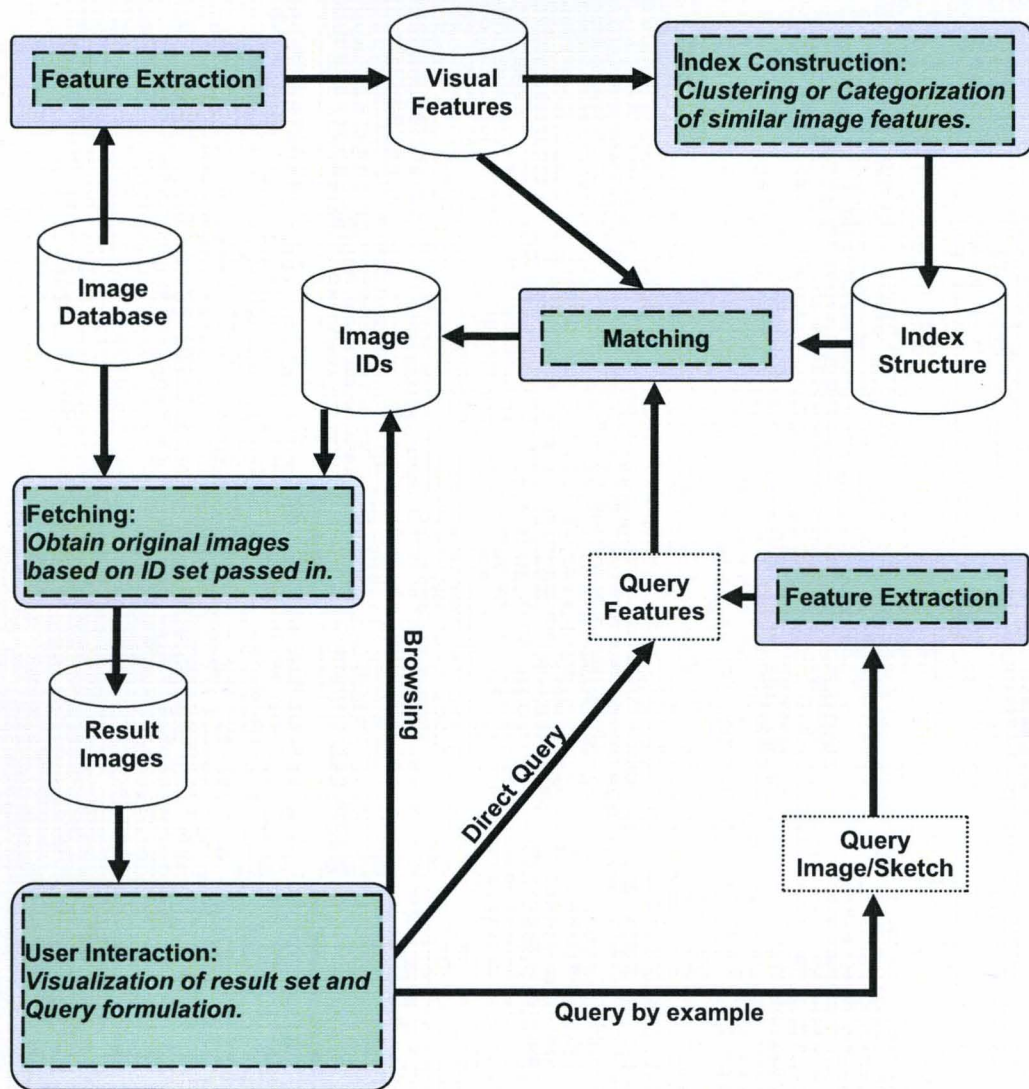 Feature Extraction
Visual
Features
Index Construction:
Clustering or Categorization
of similar image features.
Image
Database
Image
IDs
Matching
Index
Structure
Fetching:
Obtain original images
based on ID set passed in.
Query
Features
Feature Extraction
Browsing
Result
Images
Direct Query
Query
Image/Sketch
User Interaction:
Visualization of result set and
Query formulation.
Query by example